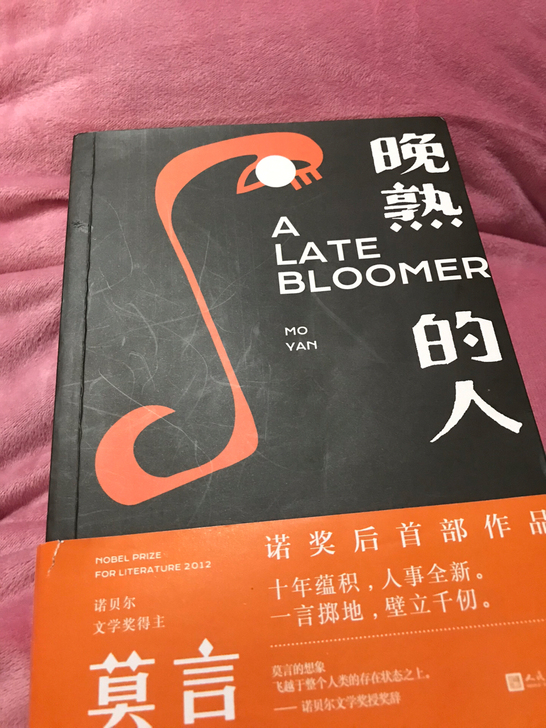 晚熟
的人
A
LATE
BLOOMER
MO
YAN
NOBEL PRIZE
FOR LITERATURE 2012
诺贝尔
文学奖得主
莫言
诺奖后首部作品
十年蕴积，人事全新。
一言掷地，壁立千仞。
莫言的想象
飞越于整个人类的存在状态之上。
——诺贝尔文学奖授奖辞